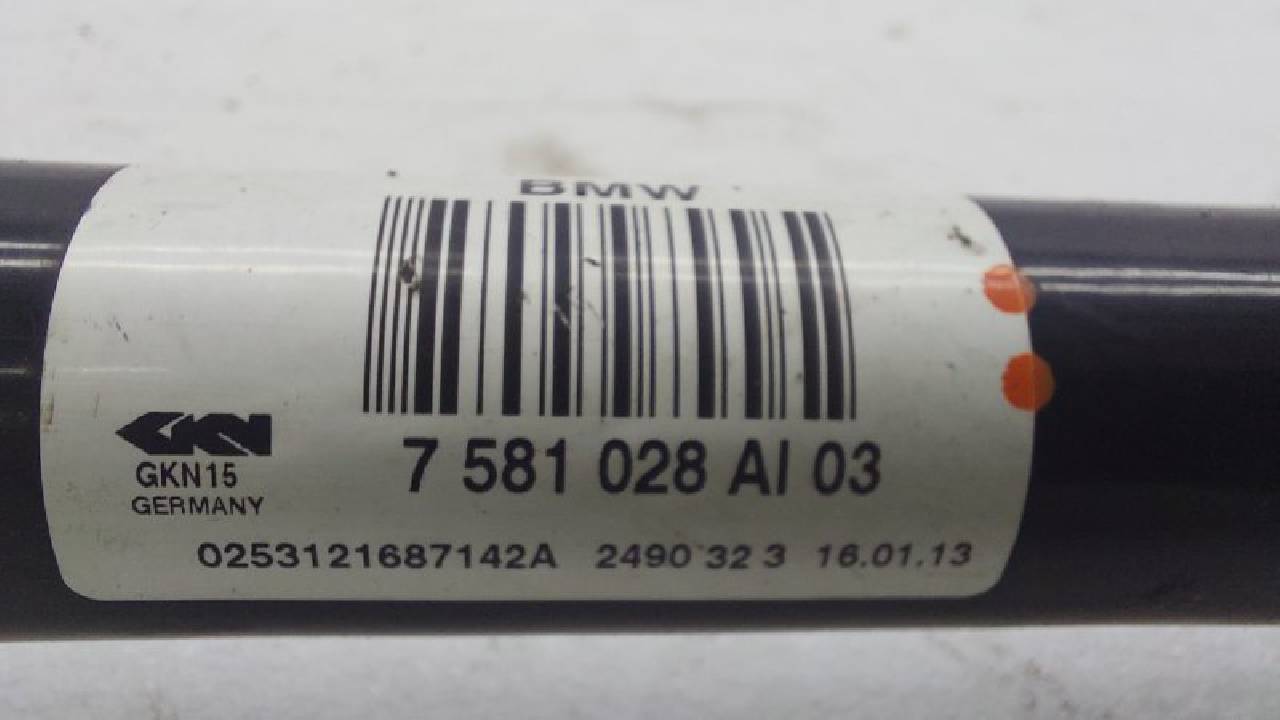 BMW
7 581 028 AI 03
GKN
GKN15
GERMANY
0253121687142A 2490 32 3 16.01.13